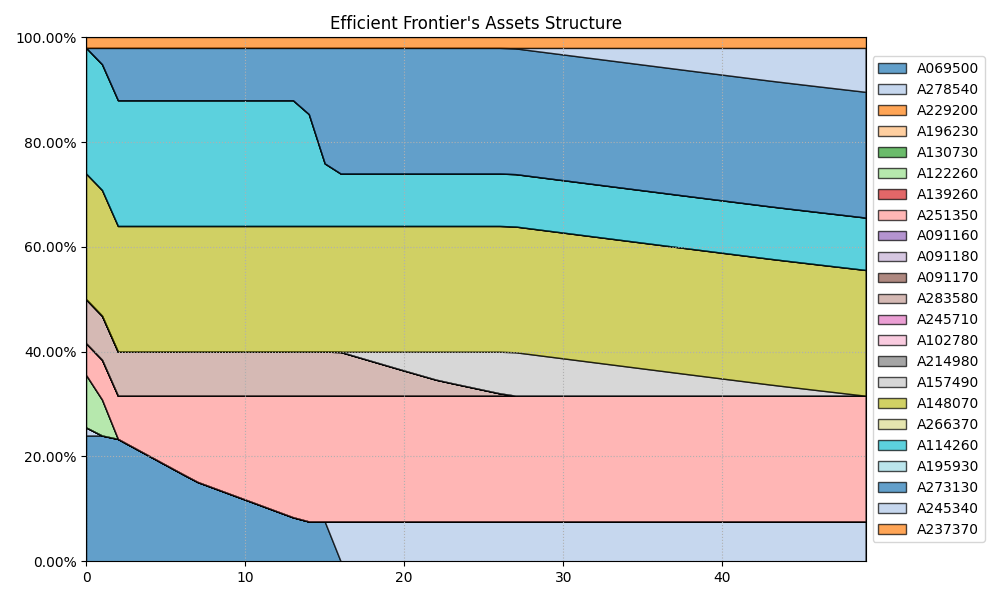 Efficient Frontier's Assets Structure
100.00%
80.00%
60.00%
40.00%
20.00%
0.00%
0
10
20
30
40
A069500
A278540
A229200
A196230
A130730
A122260
A139260
A251350
A091160
A091180
A091170
A283580
A245710
A102780
A214980
A157490
A148070
A266370
A114260
A195930
A273130
A245340
A237370